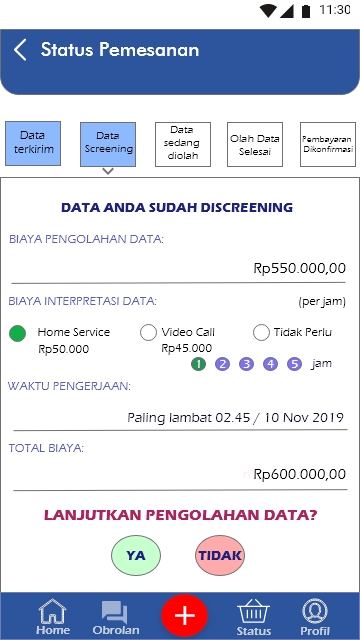 11:30
Status Pemesanan
Data
terkirim
Data
Screening
Data
sedang
diolah
Olah Data
Selesai
Pembayaran
Dikonfirmasi
DATA ANDA SUDAH DISCREENING
BIAYA PENGOLAHAN DATA:
Rp550.000,00
BIAYA INTERPRETASI DATA: (per jam)
Home Service Video Call Tidak Perlu
Rp50.000 Rp45.000
1 2 3 4 5 jam
WAKTU PENGERJAAN:
Paling lambat 02.45 / 10 Nov 2019
TOTAL BIAYA:
Rp600.000,00
LANJUTKAN PENGOLAHAN DATA?
YA TIDAK
Home Obrolan Status Profil